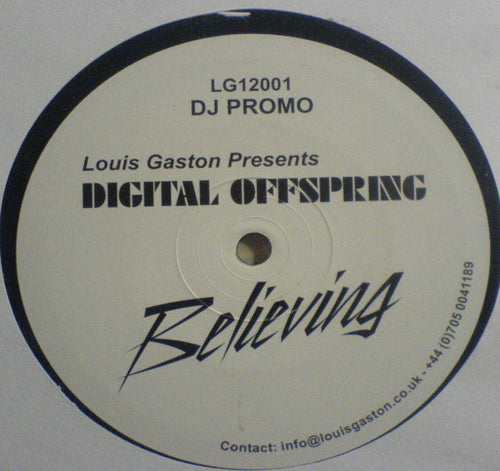 LG12001
DJ PROMO
Louis Gaston Presents
DIGITAL OFFSPRING
Believing
Contact: info@louisgaston.co.uk - +44 (0)705 0041189